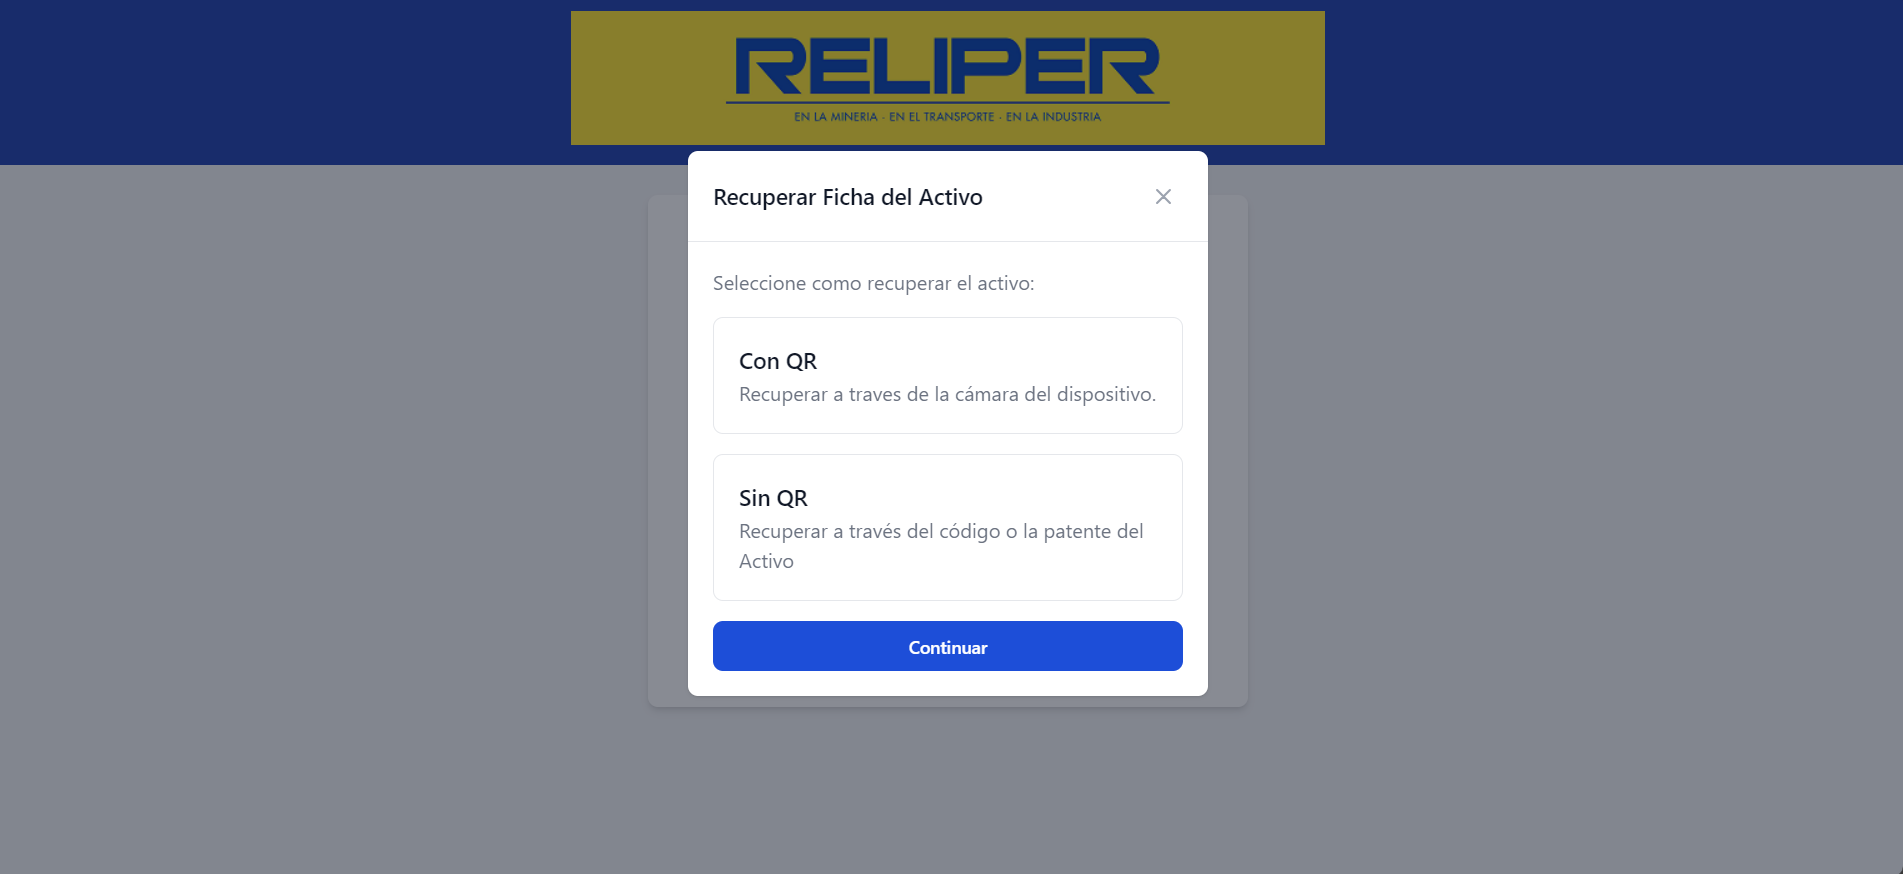 RELIPER
EN LA MINERIA - EN EL TRANSPORTE - EN LA INDUSTRIA
Recuperar Ficha del Activo
Seleccione como recuperar el activo:
Con QR
Recuperar a traves de la cámara del dispositivo.
Sin QR
Recuperar a través del código o la patente del
Activo
Continuar